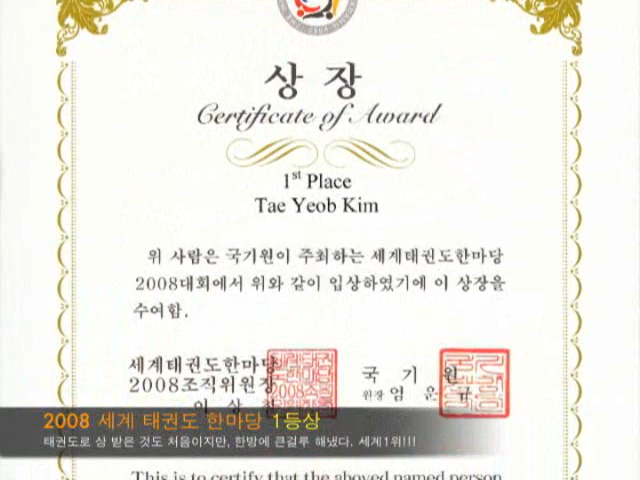 상 장
Certificate of Award
1st Place
Tae Yeob Kim
위 사람은 국기원이 주최하는 세계태권도한마당
2008대회에서 위와 같이 입상하였기에 이 상장을
수여함.
세계태권도한마당
2008조직위원장
이 상
국 기 원
원장 엄 운 규
2008 세계 태권도 한마당 1등상
태권도로 상 받은 것도 처음이지만, 한방에 큰걸루 해냈다. 세계1위!!!
This is to certify that the aboved named person